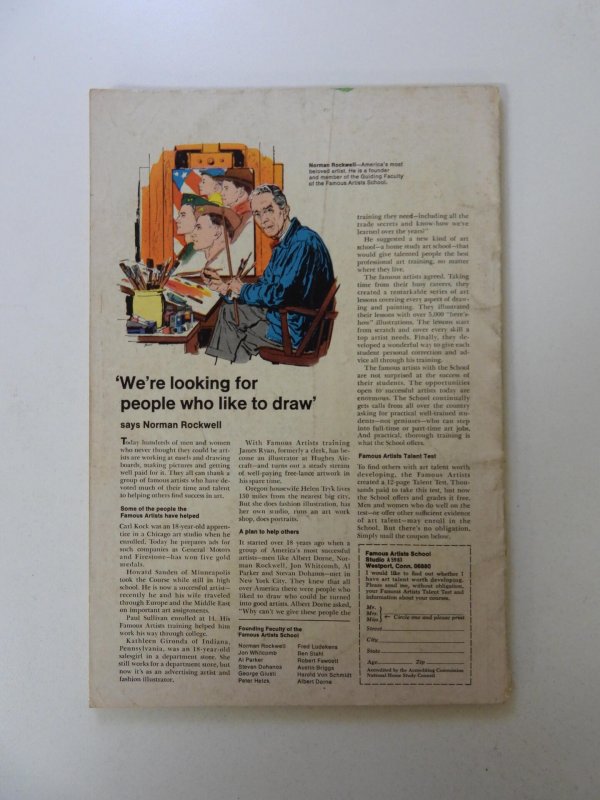 Norman Rockwell—America's most
beloved artist. He is a founder
and member of the Guiding Faculty
of the Famous Artists School.
'We're looking for
people who like to draw'
says Norman Rockwell
Today hundreds of men and women
who never thought they could be art-
ists are working at easels and drawing
boards, making pictures and getting
well paid for it. They all can thank a
group of famous artists who have de-
voted much of their time and talent
to helping others find success in art.
Some of the people the
Famous Artists have helped
Carl Kock was an 18-year-old appren-
tice in a Chicago art studio when he
enrolled. Today he prepares ads for
such companies as General Motors
and Firestone—has won five gold
medals.
Howard Sanden of Minneapolis
took the Course while still in high
school. He is now a successful artist—
recently he and his wife traveled
through Europe and the Middle East
on important art assignments.
Paul Sullivan enrolled at 14. His
Famous Artists training helped him
work his way through college.
Kathleen Gironda of Indiana,
Pennsylvania, was an 18-year-old
salesgirl in a department store. She
still works for a department store, but
now it's as an advertising artist and
fashion illustrator.
With Famous Artists training
James Ryan, formerly a clerk, has be-
come an illustrator at Hughes Air-
craft—and turns out a steady stream
of well-paying free-lance artwork in
his spare time.
Oregon housewife Helen Tryk lives
150 miles from the nearest big city.
But she does fashion illustration, has
her own studio, runs an art work
shop, does portraits.
A plan to help others
It started over 18 years ago when a
group of America's most successful
artists—men like Albert Dorne, Nor-
man Rockwell, Jon Whitcomb, Al
Parker and Stevan Dohanos—met in
New York City. They knew that all
over America there were people who
liked to draw who could be turned
into good artists. Albert Dorne asked,
"Why can't we give these people the
Founding Faculty of the
Famous Artists School
Norman Rockwell
Jon Whitcomb
Al Parker
Stevan Dohanos
George Giusti
Peter Helck
Fred Ludekens
Ben Stahl
Robert Fawcett
Austin Briggs
Harold Von Schmidt
Albert Dorne
training they need—including all the
trade secrets and know-how we've
learned over the years?"
He suggested a new kind of art
school—a home study art school—that
would give talented people the best
professional art training, no matter
where they live.
The famous artists agreed. Taking
time from their busy careers, they
created a remarkable series of art
lessons covering every aspect of draw-
ing and painting. They illustrated
their lessons with over 5,000 "here's-
how" illustrations. The lessons start
from scratch and cover every skill a
top artist needs. Finally, they de-
veloped a wonderful way to give each
student personal correction and ad-
vice all through his training.
The famous artists with the School
are not surprised at the success of
their students. The opportunities
open to successful artists today are
enormous. The School continually
gets calls from all over the country
asking for practical well-trained stu-
dents—not geniuses—who can step
into full-time or part-time art jobs.
And practical, thorough training is
what the School offers.
Famous Artists Talent Test
To find others with art talent worth
developing, the Famous Artists
created a 12-page Talent Test. Thou-
sands paid to take this test, but now
the School offers and grades it free.
Men and women who do well on the
test—or offer other sufficient evidence
of art talent—may enroll in the
School. But there's no obligation.
Simply mail the coupon below.
Famous Artists School
Studio
Westport, Conn. 06880
I would like to find out whether I
have art talent worth developing.
Please send me, without obligation,
your Famous Artists Talent Test and
information about your courses.
Mr.
Mrs.
Miss
← Circle one and please print
Street
City
State
Age Zip
Accredited by the Accrediting Commission
National Home Study Council